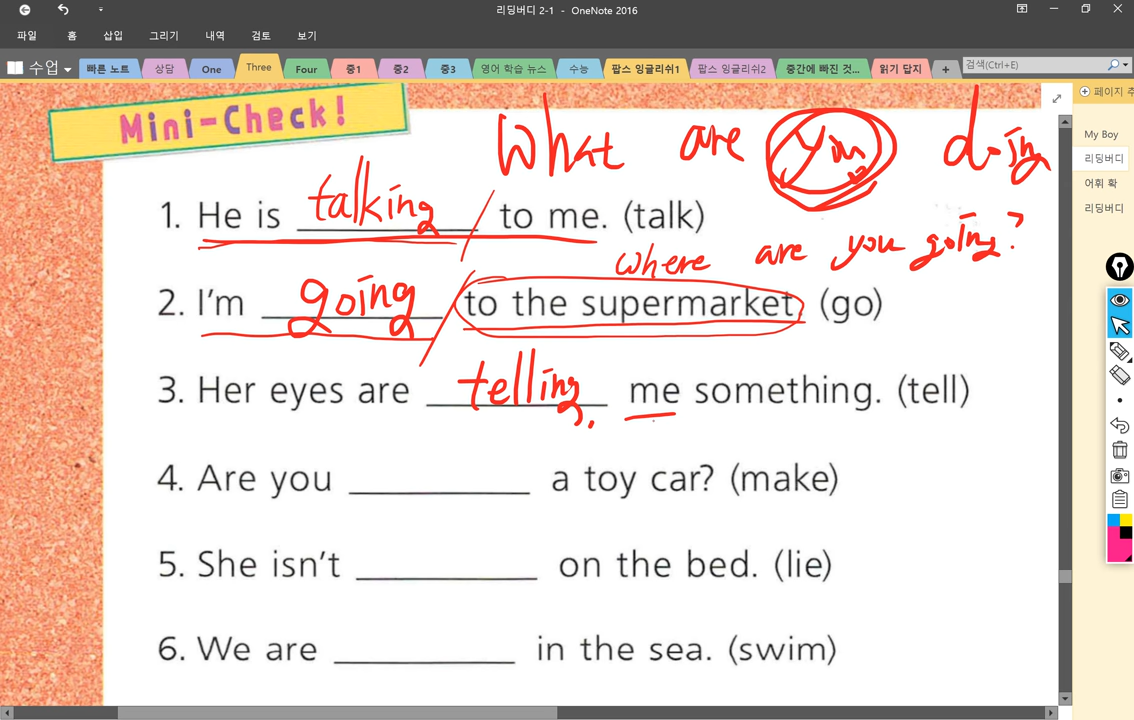 리딩버디 2-1 - OneNote 2016
파일 홈 삽입 그리기 내역 검토 보기
수업 빠른 노트 상담 One Three Four 중1 중2 중3 영어 학습 뉴스 수능 팝스 잉글리쉬1 팝스 잉글리쉬2 중간에 빠진 것... 읽기 답지 + 검색(Ctrl+E)
페이지 추
My Boy
리딩버디
어휘 확
리딩버디
Mini-Check!
What are you doing
1. He is talking to me. (talk)
where are you going?
2. I'm going to the supermarket. (go)
3. Her eyes are telling me something. (tell)
4. Are you ________ a toy car? (make)
5. She isn't ________ on the bed. (lie)
6. We are ________ in the sea. (swim)